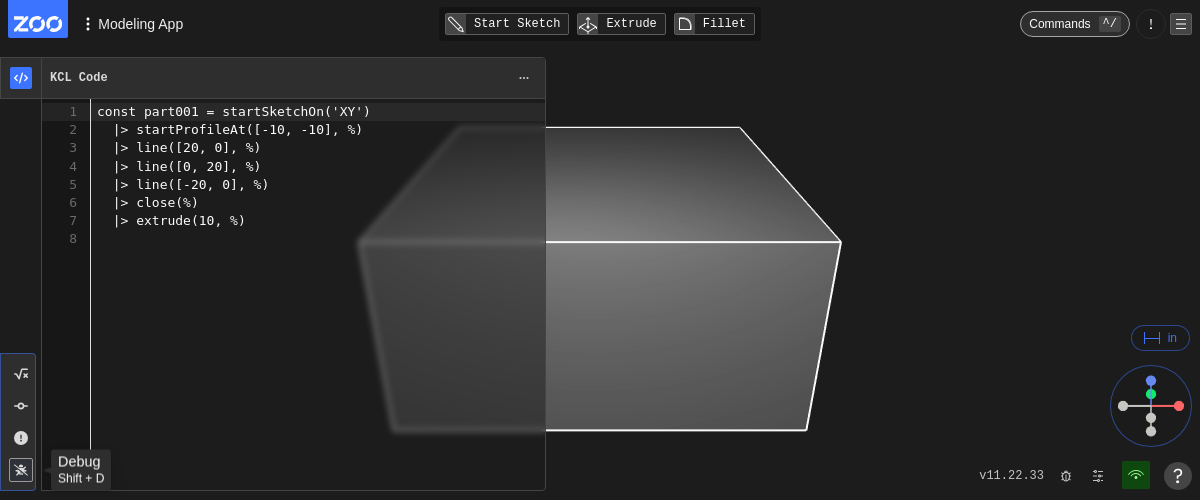 ZOO
Modeling App
Start Sketch
Extrude
Fillet
Commands ^/
!
KCL Code
...
1 const part001 = startSketchOn('XY')
2 |> startProfileAt([-10, -10], %)
3 |> line([20, 0], %)
4 |> line([0, 20], %)
5 |> line([-20, 0], %)
6 |> close(%)
7 |> extrude(10, %)
8
in
Debug
Shift + D
v11.22.33
?